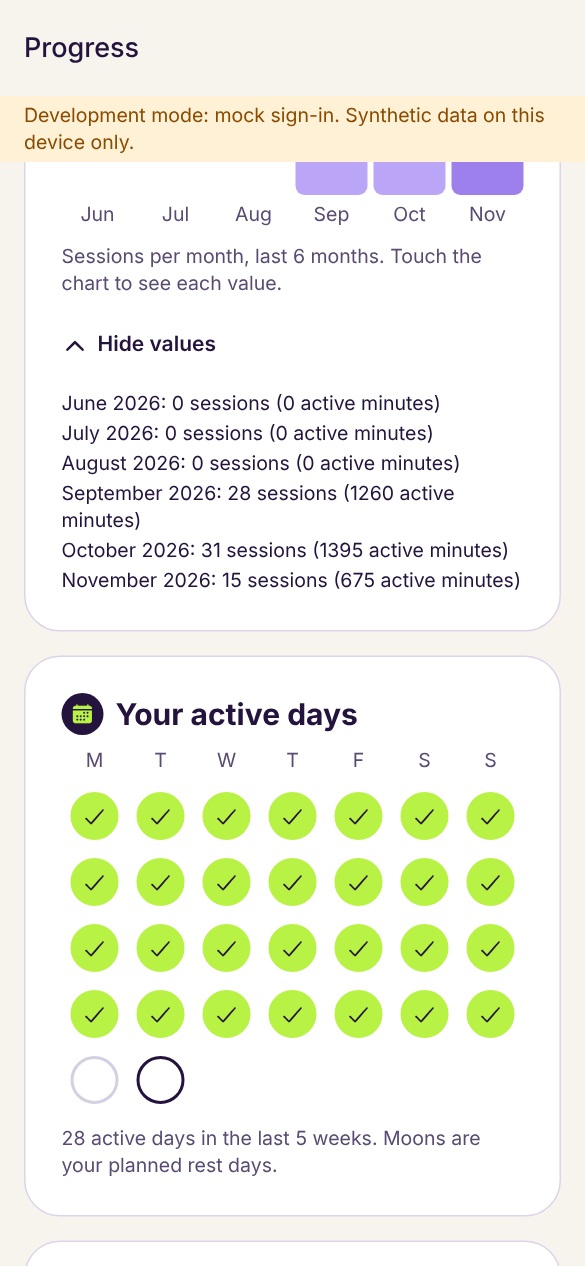 Progress
Development mode: mock sign-in. Synthetic data on this
device only.
Jun Jul Aug Sep Oct Nov
Sessions per month, last 6 months. Touch the
chart to see each value.
Hide values
June 2026: 0 sessions (0 active minutes)
July 2026: 0 sessions (0 active minutes)
August 2026: 0 sessions (0 active minutes)
September 2026: 28 sessions (1260 active
minutes)
October 2026: 31 sessions (1395 active minutes)
November 2026: 15 sessions (675 active minutes)
Your active days
M T W T F S S
28 active days in the last 5 weeks. Moons are
your planned rest days.